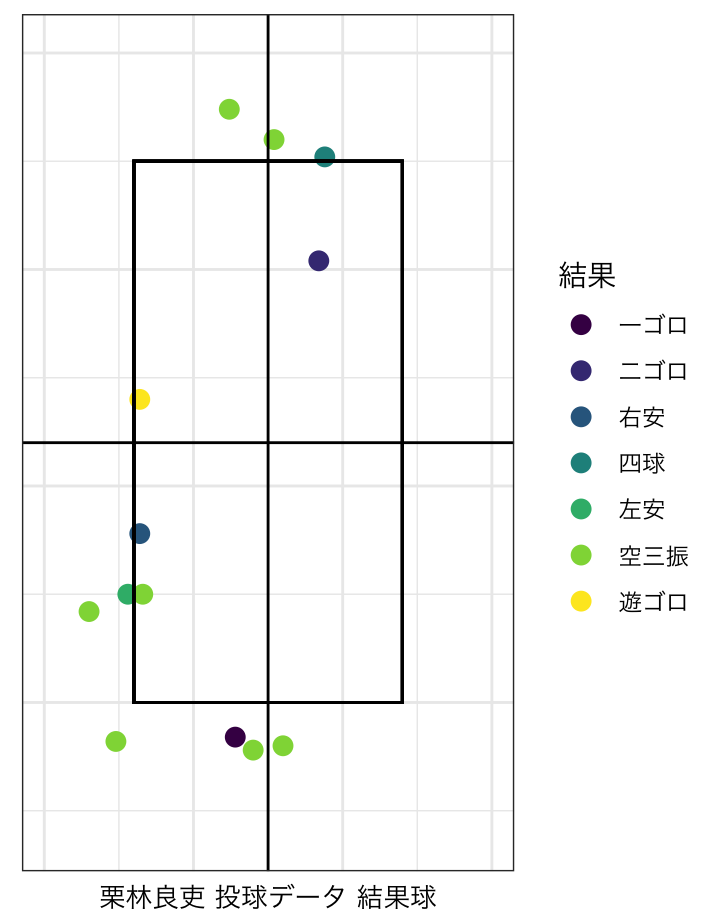 結果
一ゴロ
二ゴロ
右安
四球
左安
空三振
遊ゴロ
栗林良吏 投球データ 結果球